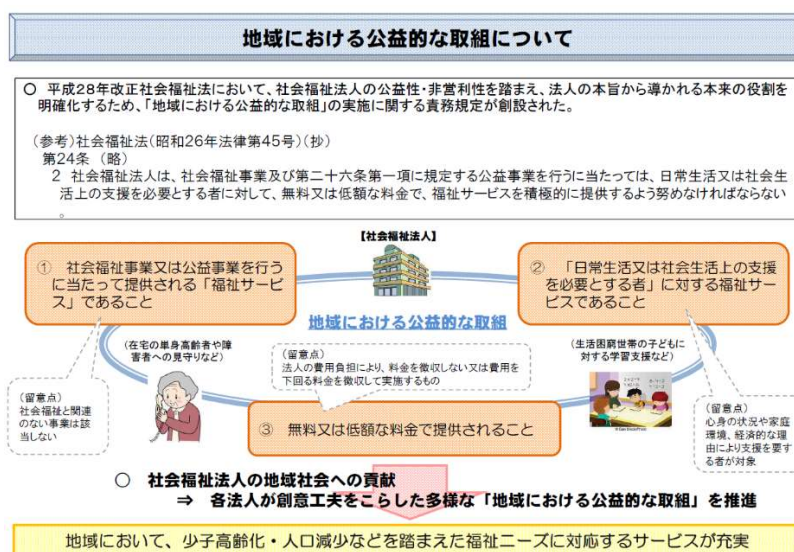 地域における公益的な取組について
○ 平成28年改正社会福祉法において、社会福祉法人の公益性・非営利性を踏まえ、法人の本旨から導かれる本来の役割を
明確化するため、「地域における公益的な取組」の実施に関する責務規定が創設された。
(参考)社会福祉法(昭和26年法律第45号)(抄)
第24条 (略)
2 社会福祉法人は、社会福祉事業及び第二十六条第一項に規定する公益事業を行うに当たっては、日常生活又は社会生
活上の支援を必要とする者に対して、無料又は低額な料金で、福祉サービスを積極的に提供するよう努めなければならない
。
【社会福祉法人】
① 社会福祉事業又は公益事業を行う
に当たって提供される「福祉サービ
ス」であること
② 「日常生活又は社会生活上の支援
を必要とする者」に対する福祉サー
ビスであること
地域における公益的な取組
(在宅の単身高齢者や障
害者への見守りなど)
(生活困窮世帯の子どもに
対する学習支援など)
(留意点)
法人の費用負担により、料金を徴収しない又は費用を
下回る料金を徴収して実施するもの
(留意点)
社会福祉と関連
のない事業は該
当しない
③ 無料又は低額な料金で提供されること
(留意点)
心身の状況や家庭
環境、経済的な理
由により支援を要す
る者が対象
○ 社会福祉法人の地域社会への貢献
⇒ 各法人が創意工夫をこらした多様な「地域における公益的な取組」を推進
地域において、少子高齢化・人口減少などを踏まえた福祉ニーズに対応するサービスが充実